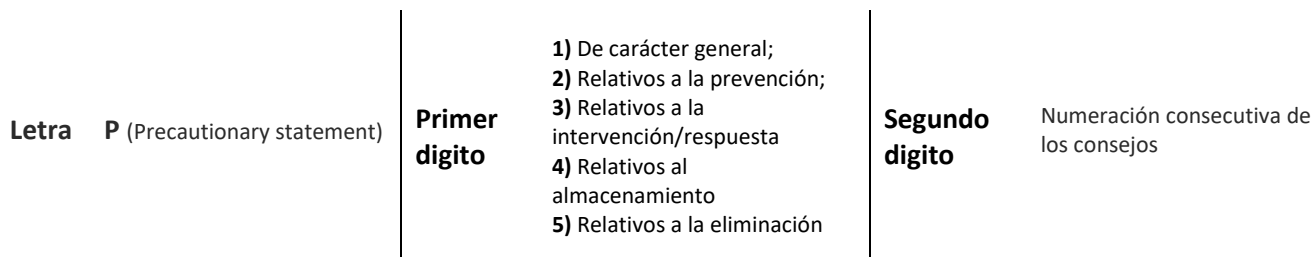 Letra P (Precautionary statement)
Primer
digito
1) De carácter general;
2) Relativos a la prevención;
3) Relativos a la
intervención/respuesta
4) Relativos al
almacenamiento
5) Relativos a la eliminación
Segundo
digito
Numeración consecutiva de
los consejos